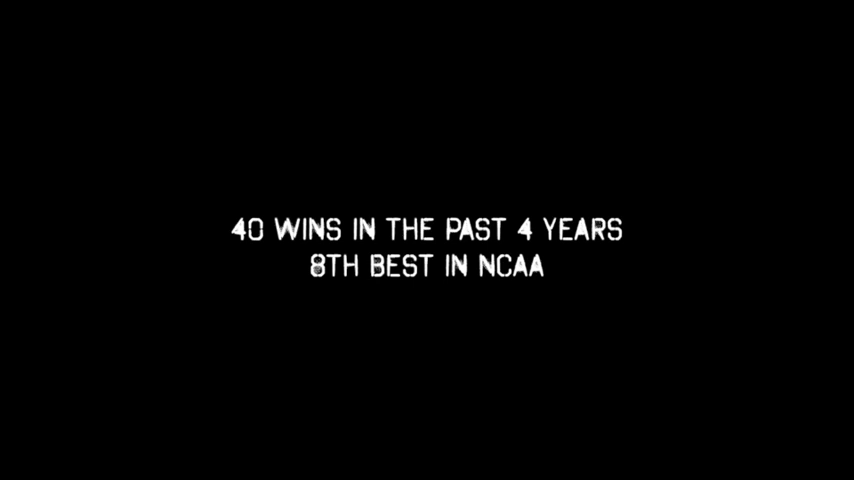 40 WINS IN THE PAST 4 YEARS
8TH BEST IN NCAA